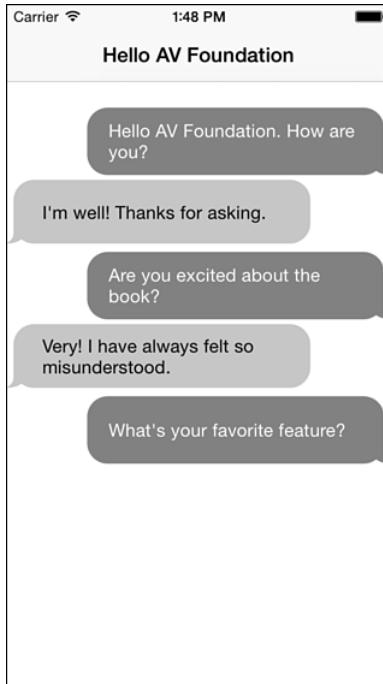 Carrier 1:48 PM
Hello AV Foundation
Hello AV Foundation. How are
you?
I'm well! Thanks for asking.
Are you excited about the
book?
Very! I have always felt so
misunderstood.
What's your favorite feature?